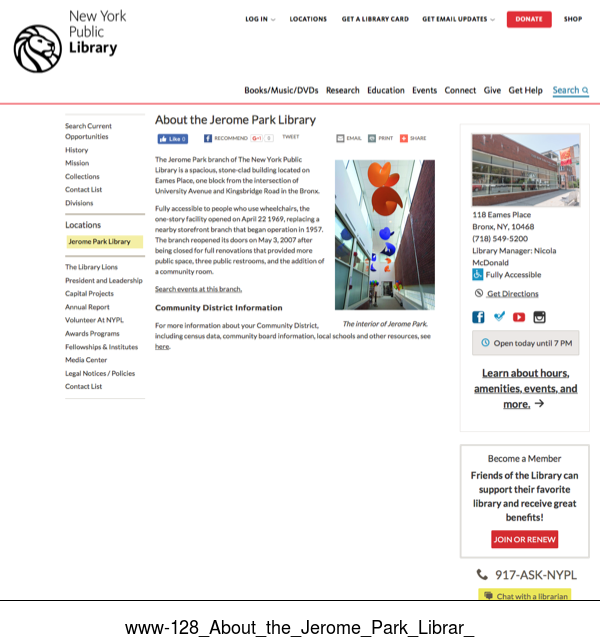 New York
Public
Library
LOG IN
LOCATIONS
GET A LIBRARY CARD
GET EMAIL UPDATES
DONATE
SHOP
Books/Music/DVDs Research Education Events Connect Give Get Help Search
Search Current
Opportunities
History
Mission
Collections
Contact List
Divisions
Locations
Jerome Park Library
The Library Lions
President and Leadership
Capital Projects
Annual Report
Volunteer At NYPL
Awards Programs
Fellowships & Institutes
Media Center
Legal Notices / Policies
Contact List
About the Jerome Park Library
Like 0
RECOMMEND
G+1 0
TWEET
EMAIL
PRINT
SHARE
The Jerome Park branch of The New York Public
Library is a spacious, stone-clad building located on
Eames Place, one block from the intersection of
University Avenue and Kingsbridge Road in the Bronx.
Fully accessible to people who use wheelchairs, the
one-story facility opened on April 22 1969, replacing a
nearby storefront branch that began operation in 1957.
The branch reopened its doors on May 3, 2007 after
being closed for full renovations that provided more
public space, three public restrooms, and the addition of
a community room.
Search events at this branch.
Community District Information
For more information about your Community District,
including census data, community board information, local schools and other resources, see
here.
The interior of Jerome Park.
118 Eames Place
Bronx, NY, 10468
(718) 549-5200
Library Manager: Nicola
McDonald
Fully Accessible
Get Directions
Open today until 7 PM
Learn about hours,
amenities, events, and
more. →
Become a Member
Friends of the Library can
support their favorite
library and receive great
benefits!
JOIN OR RENEW
917-ASK-NYPL
Chat with a librarian
www-128_About_the_Jerome_Park_Librar_